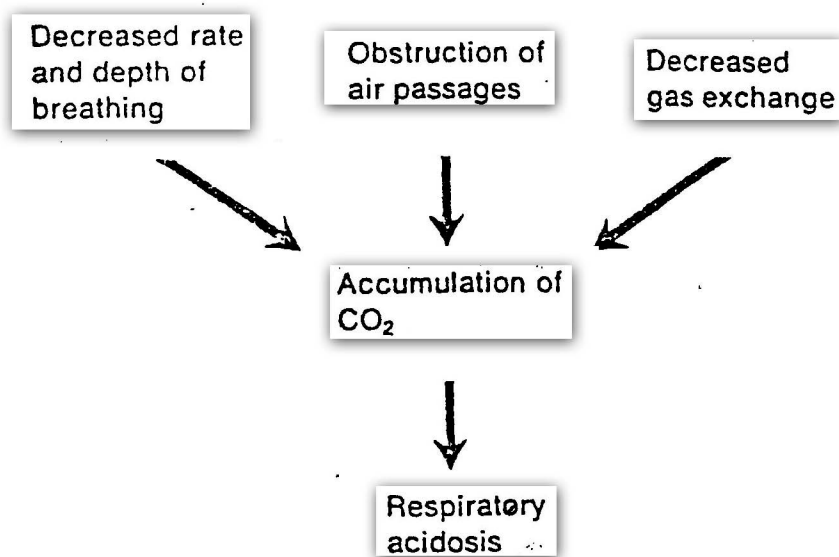 Decreased rate
and depth of
breathing
Obstruction of
air passages
Decreased
gas exchange
Accumulation of
CO₂
Respiratory
acidosis